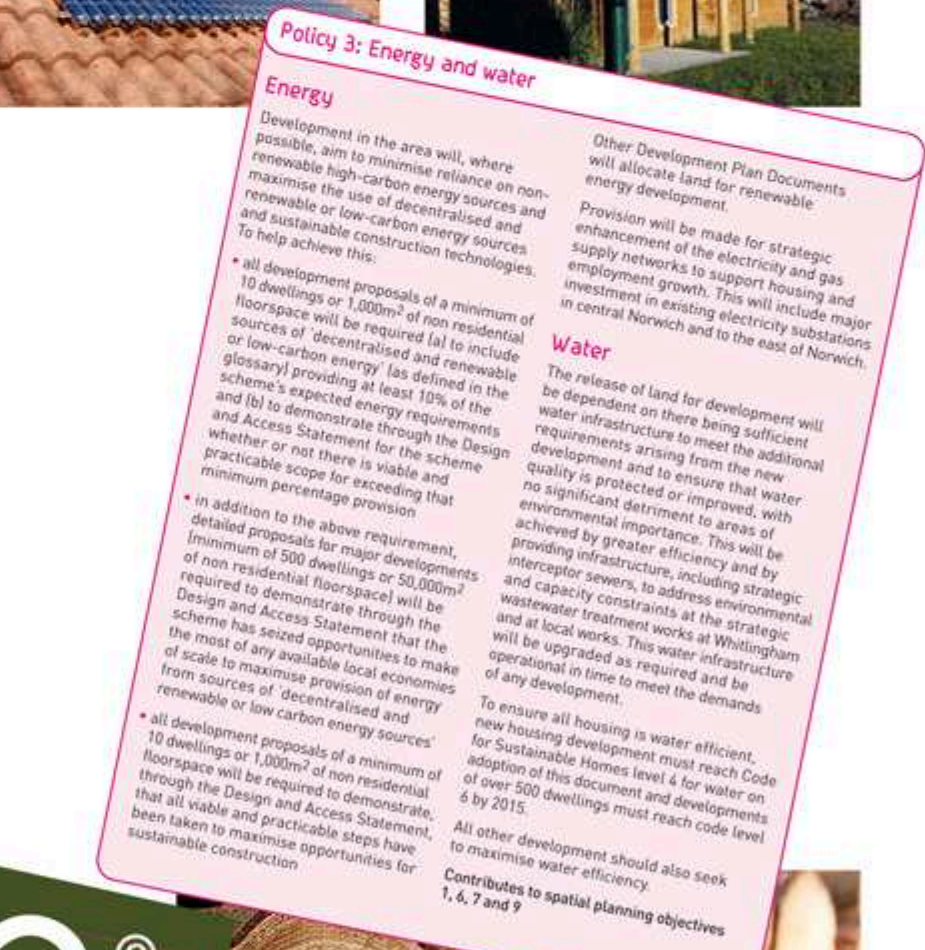 Policy 3: Energy and water
Energy
Development in the area will, where
possible, aim to minimise reliance on non-
renewable high-carbon energy sources and
maximise the use of decentralised and
renewable or low-carbon energy sources
and sustainable construction technologies.
To help achieve this:
• all development proposals of a minimum of
10 dwellings or 1,000m² of non residential
floorspace will be required (a) to include
sources of 'decentralised and renewable
or low-carbon energy' (as defined in the
glossary) providing at least 10% of the
scheme's expected energy requirements
and (b) to demonstrate through the Design
and Access Statement for the scheme
whether or not there is viable and
practicable scope for exceeding that
minimum percentage provision
• in addition to the above requirement,
detailed proposals for major developments
(minimum of 500 dwellings or 50,000m²
of non residential floorspace) will be
required to demonstrate through the
Design and Access Statement that the
scheme has seized opportunities to make
the most of any available local economies
of scale to maximise provision of energy
from sources of 'decentralised and
renewable or low carbon energy sources'
• all development proposals of a minimum of
10 dwellings or 1,000m² of non residential
floorspace will be required to demonstrate,
through the Design and Access Statement,
that all viable and practicable steps have
been taken to maximise opportunities for
sustainable construction
Other Development Plan Documents
will allocate land for renewable
energy development.
Provision will be made for strategic
enhancement of the electricity and gas
supply networks to support housing and
employment growth. This will include major
investment in existing electricity substations
in central Norwich and to the east of Norwich.
Water
The release of land for development will
be dependent on there being sufficient
water infrastructure to meet the additional
requirements arising from the new
development and to ensure that water
quality is protected or improved, with
no significant detriment to areas of
environmental importance. This will be
achieved by greater efficiency and by
providing infrastructure, including strategic
interceptor sewers, to address environmental
and capacity constraints at the strategic
wastewater treatment works at Whitlingham
and at local works. This water infrastructure
will be upgraded as required and be
operational in time to meet the demands
of any development.
To ensure all housing is water efficient,
new housing development must reach Code
for Sustainable Homes level 4 for water on
adoption of this document and developments
of over 500 dwellings must reach code level
6 by 2015.
All other development should also seek
to maximise water efficiency.
Contributes to spatial planning objectives
1, 6, 7 and 9